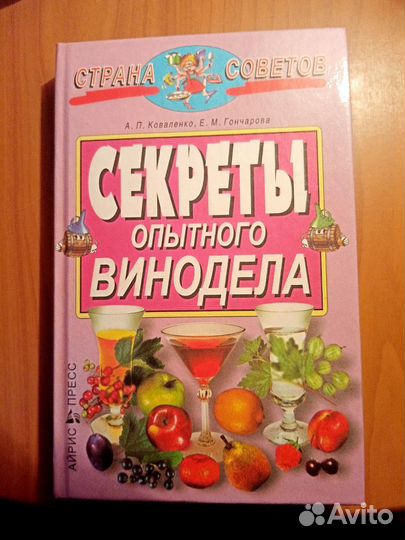 СТРАНА СОВЕТОВ
А. П. Коваленко, Е. М. Гончарова
СЕКРЕТЫ
ОПЫТНОГО
ВИНОДЕЛА
АЙРИС ПРЕСС
Avito